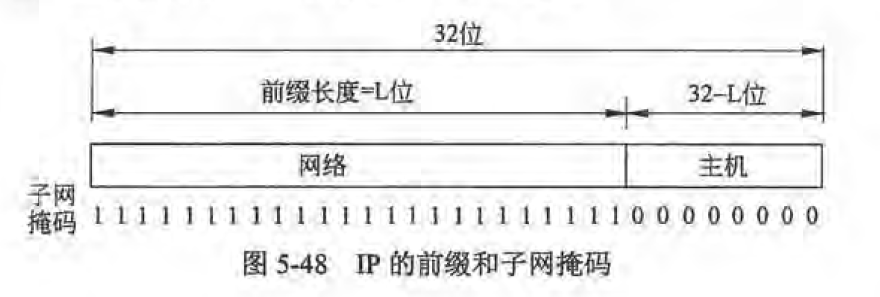 32位
前缀长度=L位 32-L位
网络 主机
子网
掩码 1 1 1 1 1 1 1 1 1 1 1 1 1 1 1 1 1 1 1 1 1 1 1 1 0 0 0 0 0 0 0 0
图 5-48 IP 的前缀和子网掩码